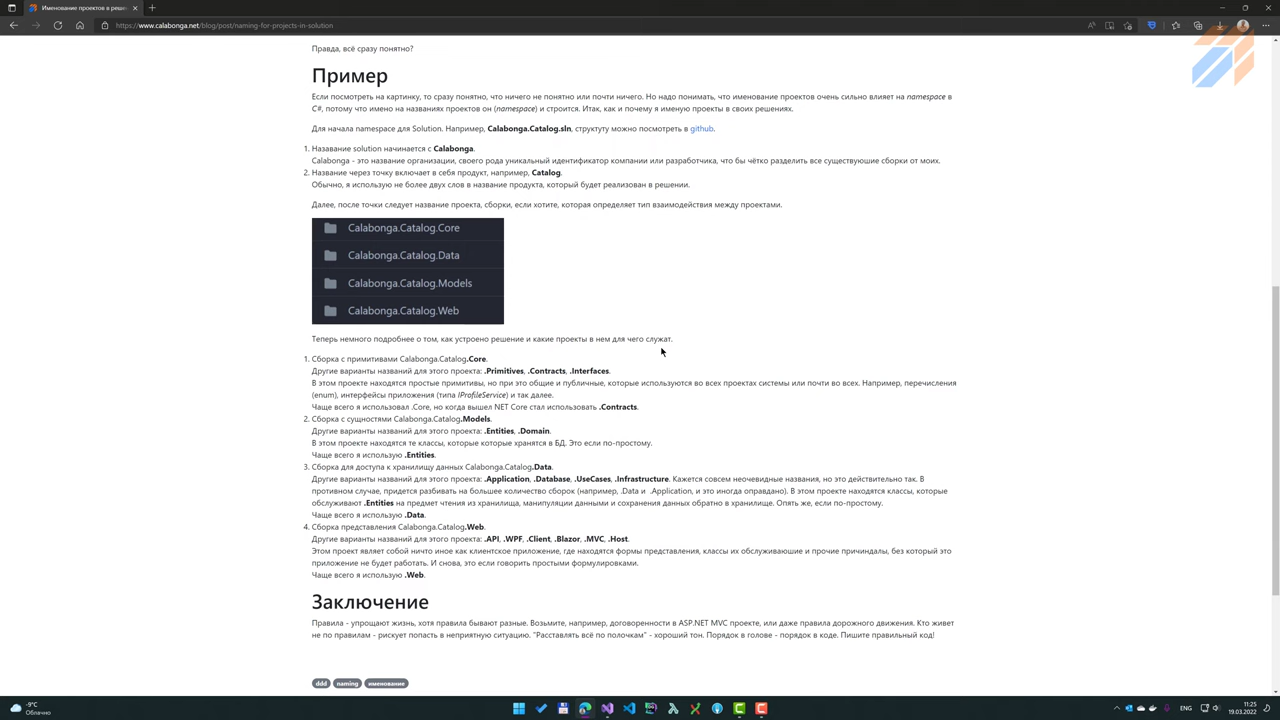 Именование проектов в реше
https://www.calabonga.net/blog/post/naming-for-projects-in-solution
Правда, всё сразу понятно?
Пример
Если посмотреть на картинку, то сразу понятно, что ничего не понятно или почти ничего. Но надо понимать, что именование проектов очень сильно влияет на namespace в
C#, потому что имено на названиях проектов он (namespace) и строится. Итак, как и почему я именую проекты в своих решениях.
Для начала namespace для Solution. Например, Calabonga.Catalog.sln, структуту можно посмотреть в github.
1. Назавание solution начинается с Calabonga.
Calabonga - это название организации, своего рода уникальный идентификатор компании или разработчика, что бы чётко разделить все существуюшие сборки от моих.
2. Название через точку включает в себя продукт, например, Catalog.
Обычно, я использую не более двух слов в название продукта, который будет реализован в решении.
Далее, после точки следует название проекта, сборки, если хотите, которая определяет тип взаимодействия между проектами.
Calabonga.Catalog.Core
Calabonga.Catalog.Data
Calabonga.Catalog.Models
Calabonga.Catalog.Web
Теперь немного подробнее о том, как устроено решение и какие проекты в нем для чего служат.
1. Сборка с примитивами Calabonga.Catalog.Core.
Другие варианты названий для этого проекта: .Primitives, .Contracts, .Interfaces.
В этом проекте находятся простые примитивы, но при это общие и публичные, которые используются во всех проектах системы или почти во всех. Например, перечисления
(enum), интерфейсы приложения (типа IProfileService) и так далее.
Чаще всего я использовал .Core, но когда вышел NET Core стал использовать .Contracts.
2. Сборка с сущностями Calabonga.Catalog.Models.
Другие варианты названий для этого проекта: .Entities, .Domain.
В этом проекте находятся те классы, которые которые хранятся в БД. Это если по-простому.
Чаще всего я использую .Entities.
3. Сборка для доступа к хранилищу данных Calabonga.Catalog.Data.
Другие варианты названий для этого проекта: .Application, .Database, .UseCases, .Infrastructure. Кажется совсем неочевидные названия, но это действительно так. В
противном случае, придется разбивать на большее количество сборок (например, .Data и .Application, и это иногда оправдано). В этом проекте находятся классы, которые
обслуживают .Entities на предмет чтения из хранилища, манипуляции данными и сохранения данных обратно в хранилище. Опять же, если по-простому.
Чаще всего я использую .Data.
4. Сборка представления Calabonga.Catalog.Web.
Другие варианты названий для этого проекта: .API, .WPF, .Client, .Blazor, .MVC, .Host.
Этом проект являет собой ничто иное как клиентское приложение, где находятся формы представления, классы их обслуживаюшие и прочие причиндалы, без который это
приложение не будет работать. И снова, это если говорить простыми формулировками.
Чаще всего я использую .Web.
Заключение
Правила - упрощают жизнь, хотя правила бывают разные. Возьмите, например, договоренности в ASP.NET MVC проекте, или даже правила дорожного движения. Кто живет
не по правилам - рискует попасть в неприятную ситуацию. "Расставлять всё по полочкам" - хороший тон. Порядок в голове - порядок в коде. Пишите правильный код!
ddd naming именование
-9°C
Облачно
ENG
11:25
19.03.2022